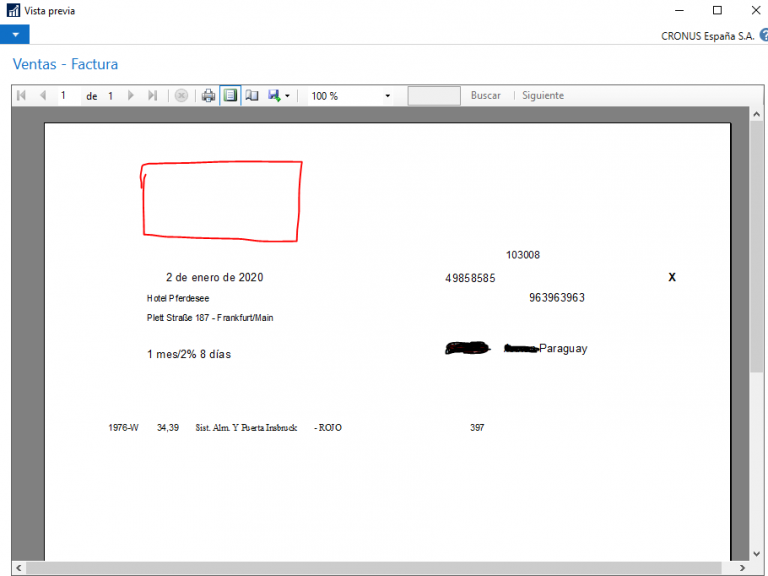 Vista previa
CRONUS España S.A.
Ventas - Factura
1 de 1 100 % Buscar Siguiente
103008
2 de enero de 2020 49858585 X
Hotel Pferdesee 963963963
Plett Straße 187 - Frankfurt/Main
1 mes/2% 8 días Paraguay
1976-W 34,39 Sist. Alm. Y Puerta Insbruck - ROJO 397